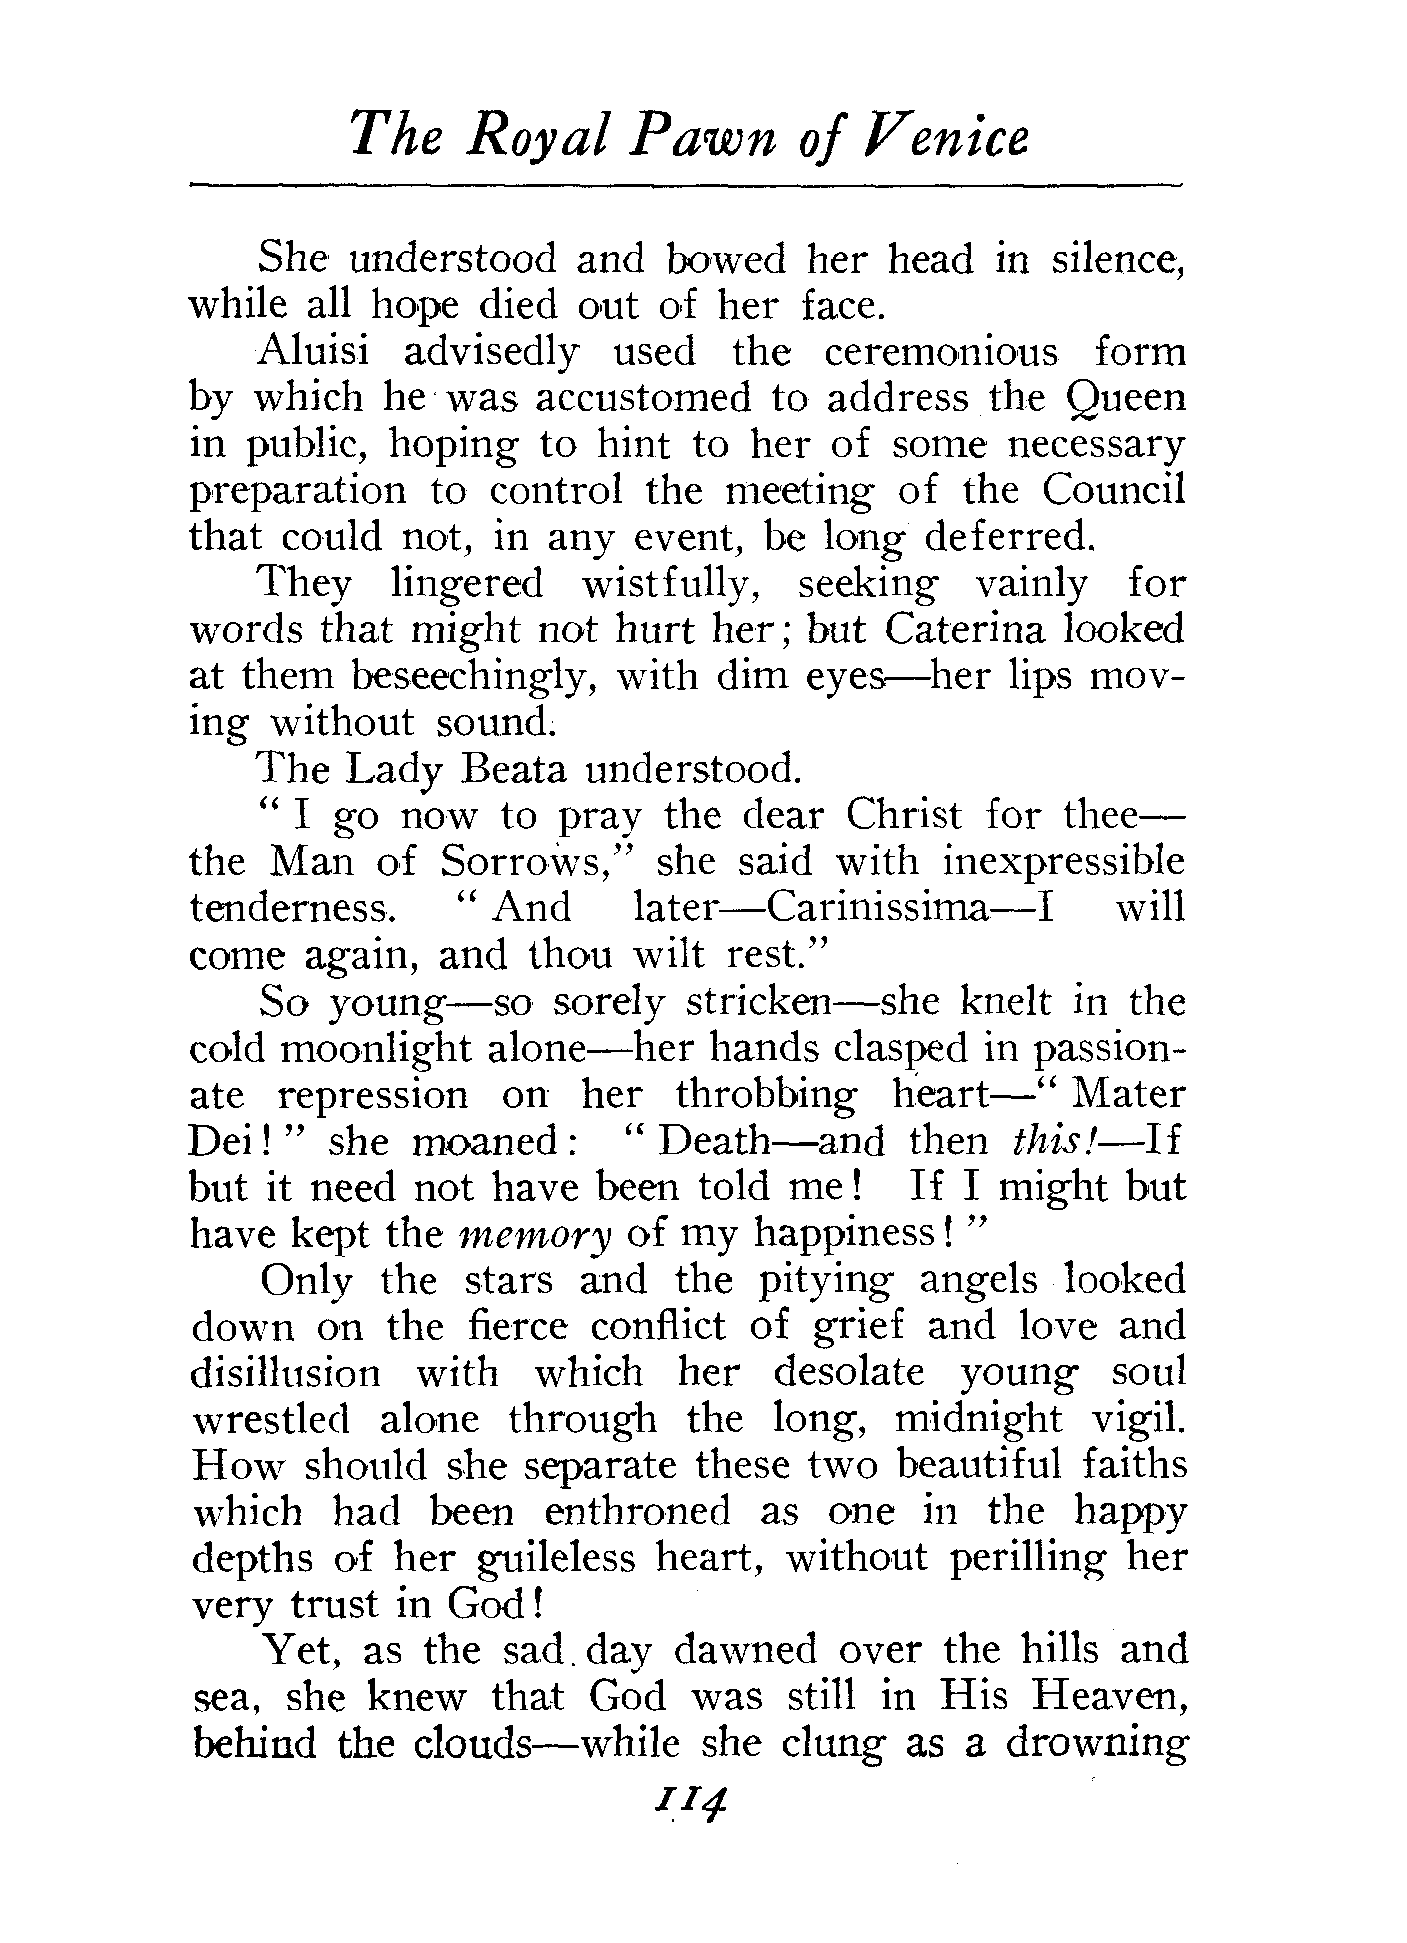 The Royal Pawn of Venice
She understood and bowed her head in silence,
while all hope died out of her face.
Aluisi advisedly used the ceremonious form
by which he was accustomed to address the Queen
in public, hoping to hint to her of some necessary
preparation to control the meeting of the Council
that could not, in any event, be long deferred.
They lingered wistfully, seeking vainly for
words that might not hurt her; but Caterina looked
at them beseechingly, with dim eyes—her lips mov-
ing without sound.
The Lady Beata understood.
" I go now to pray the dear Christ for thee—
the Man of Sorrows," she said with inexpressible
tenderness. " And later—Carinissima—I will
come again, and thou wilt rest."
So young—so sorely stricken—she knelt in the
cold moonlight alone—her hands clasped in passion-
ate repression on her throbbing heart—" Mater
Dei! " she moaned: " Death—and then this!—If
but it need not have been told me! If I might but
have kept the memory of my happiness! "
Only the stars and the pitying angels looked
down on the fierce conflict of grief and love and
disillusion with which her desolate young soul
wrestled alone through the long, midnight vigil.
How should she separate these two beautiful faiths
which had been enthroned as one in the happy
depths of her guileless heart, without perilling her
very trust in God!
Yet, as the sad day dawned over the hills and
sea, she knew that God was still in His Heaven,
behind the clouds—while she clung as a drowning
114